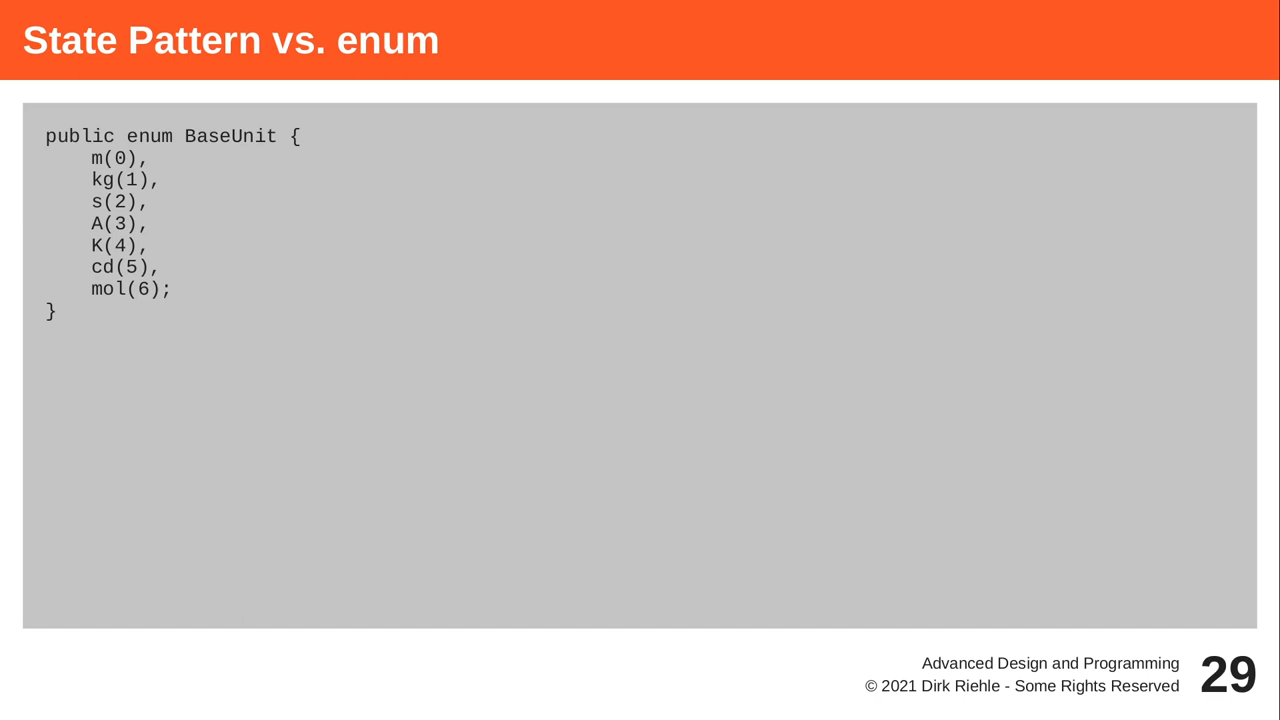 State Pattern vs. enum
public enum BaseUnit {
    m(0),
    kg(1),
    s(2),
    A(3),
    K(4),
    cd(5),
    mol(6);
}
Advanced Design and Programming
© 2021 Dirk Riehle - Some Rights Reserved
29